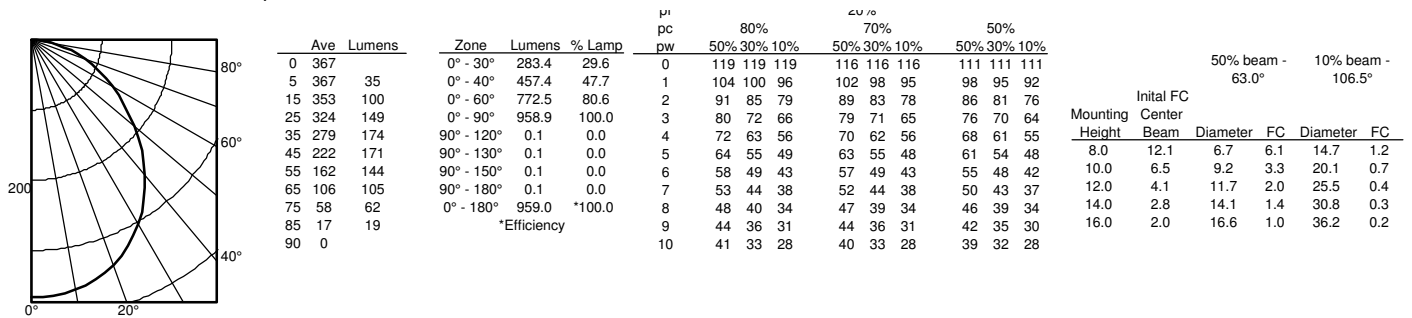 80°
60°
200
40°
0° 20°
Ave Lumens
0 367
5 367 35
15 353 100
25 324 149
35 279 174
45 222 171
55 162 144
65 106 105
75 58 62
85 17 19
90 0
Zone Lumens % Lamp
0° - 30° 283.4 29.6
0° - 40° 457.4 47.7
0° - 60° 772.5 80.6
0° - 90° 958.9 100.0
90° - 120° 0.1 0.0
90° - 130° 0.1 0.0
90° - 150° 0.1 0.0
90° - 180° 0.1 0.0
0° - 180° 959.0 *100.0
*Efficiency
20%
pc 80% 70% 50%
pw 50% 30% 10% 50% 30% 10% 50% 30% 10%
0 119 119 119 116 116 116 111 111 111
1 104 100 96 102 98 95 98 95 92
2 91 85 79 89 83 78 86 81 76
3 80 72 66 79 71 65 76 70 64
4 72 63 56 70 62 56 68 61 55
5 64 55 49 63 55 48 61 54 48
6 58 49 43 57 49 43 55 48 42
7 53 44 38 52 44 38 50 43 37
8 48 40 34 47 39 34 46 39 34
9 44 36 31 44 36 31 42 35 30
10 41 33 28 40 33 28 39 32 28
50% beam - 10% beam -
63.0° 106.5°
Inital FC
Mounting Center
Height Beam Diameter FC Diameter FC
8.0 12.1 6.7 6.1 14.7 1.2
10.0 6.5 9.2 3.3 20.1 0.7
12.0 4.1 11.7 2.0 25.5 0.4
14.0 2.8 14.1 1.4 30.8 0.3
16.0 2.0 16.6 1.0 36.2 0.2